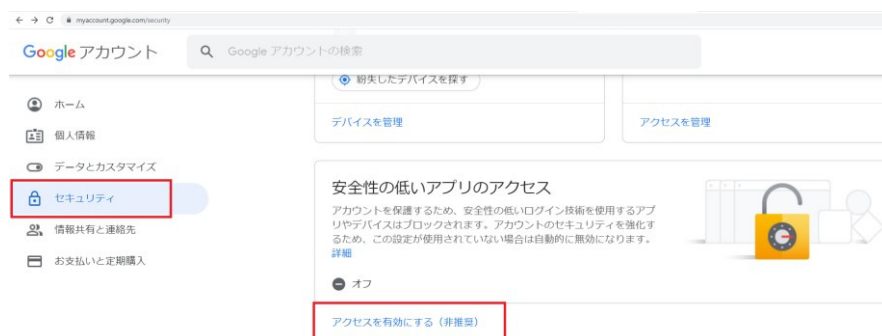 myaccount.google.com/security
Google アカウント
Google アカウントの検索
紛失したデバイスを探す
ホーム
個人情報
データとカスタマイズ
セキュリティ
情報共有と連絡先
お支払いと定期購入
デバイスを管理
アクセスを管理
安全性の低いアプリのアクセス
アカウントを保護するため、安全性の低いログイン技術を使用するアプ
リやデバイスはブロックされます。アカウントのセキュリティを強化す
るため、この設定が使用されていない場合は自動的に無効になります。
詳細
オフ
アクセスを有効にする（非推奨）